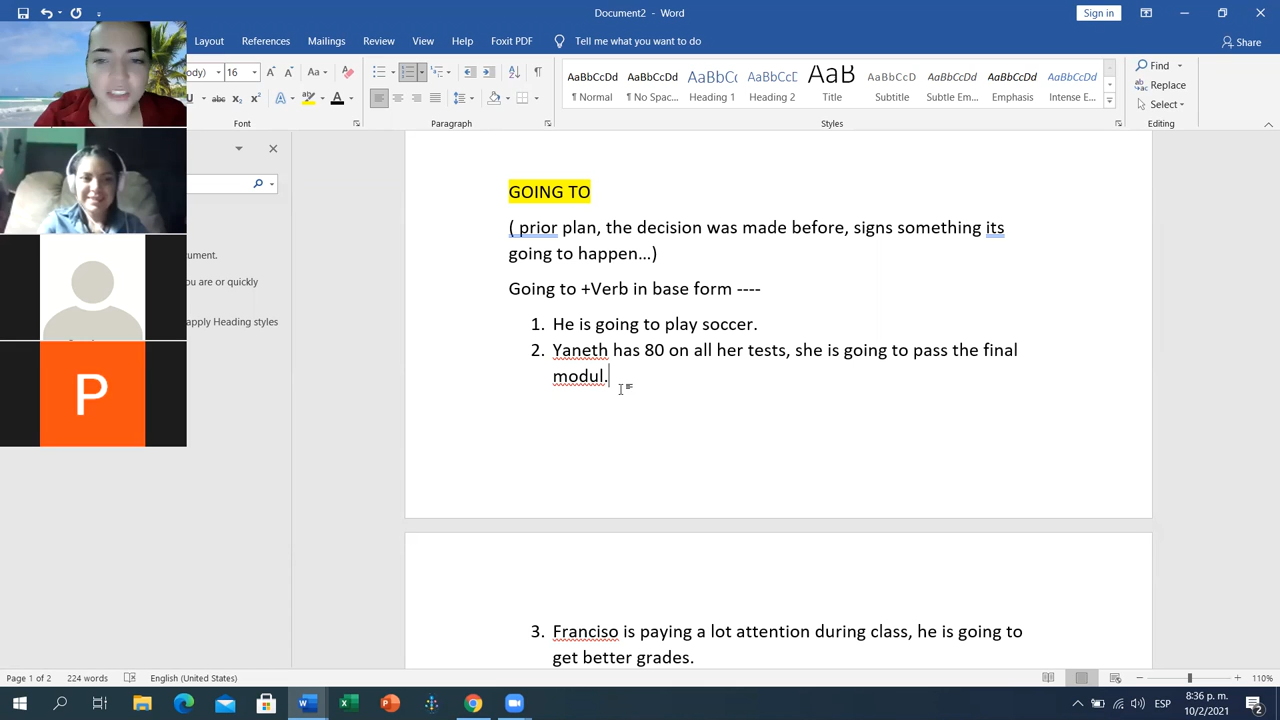 Document2 - Word
Sign in
Layout References Mailings Review View Help Foxit PDF Tell me what you want to do
Share
16 Aa
AaBbCcDd AaBbCcDd AaBbCc AaBbCcD AaB AaBbCcDd AaBbCcDd AaBbCcDd AaBbCcDd
¶ Normal ¶ No Spac... Heading 1 Heading 2 Title Subtitle Subtle Em... Emphasis Intense E...
Find
Replace
Select
Font Paragraph Styles Editing
GOING TO
( prior plan, the decision was made before, signs something its
going to happen...)
Going to +Verb in base form ----
1. He is going to play soccer.
2. Yaneth has 80 on all her tests, she is going to pass the final
modul.
3. Franciso is paying a lot attention during class, he is going to
get better grades.
cument.
u are or quickly
apply Heading styles
P
Page 1 of 2 224 words English (United States) 110%
ESP
8:36 p. m.
10/2/2021
2